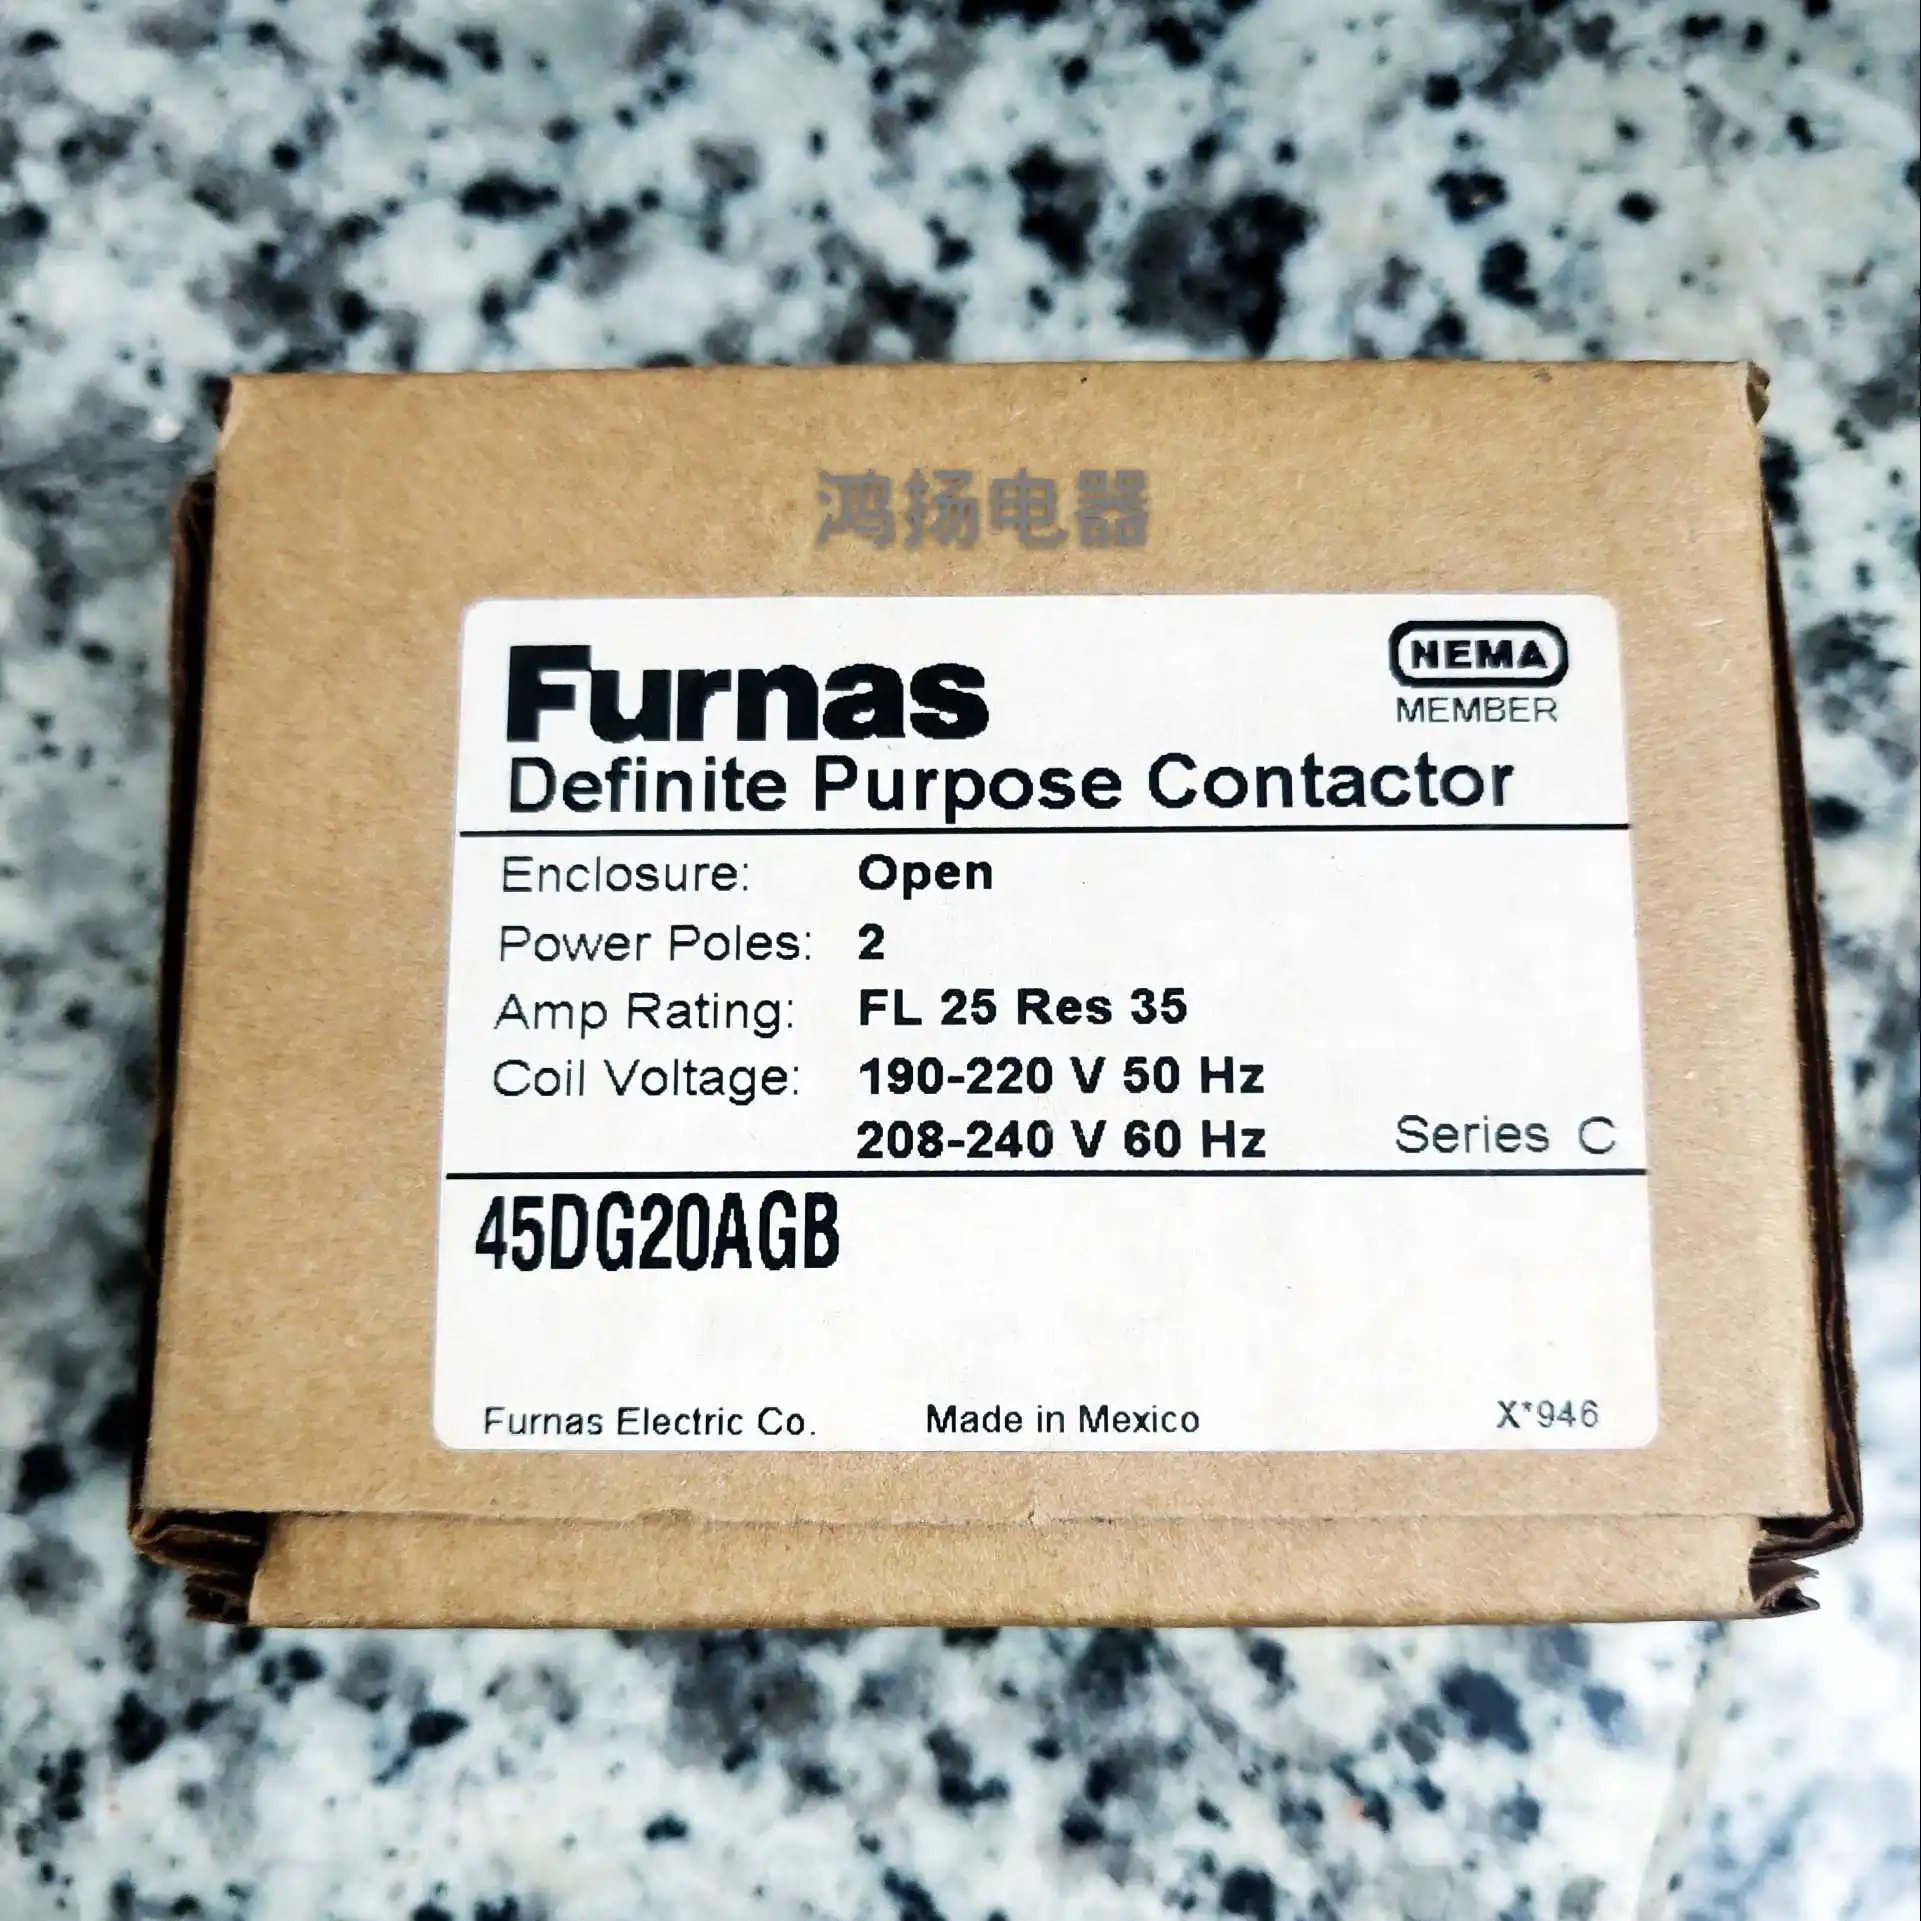 鸿扬电器
Furnas
NEMA
MEMBER
Definite Purpose Contactor
Enclosure: Open
Power Poles: 2
Amp Rating: FL 25 Res 35
Coil Voltage: 190-220 V 50 Hz
208-240 V 60 Hz Series C
45DG20AGB
Furnas Electric Co. Made in Mexico X*946